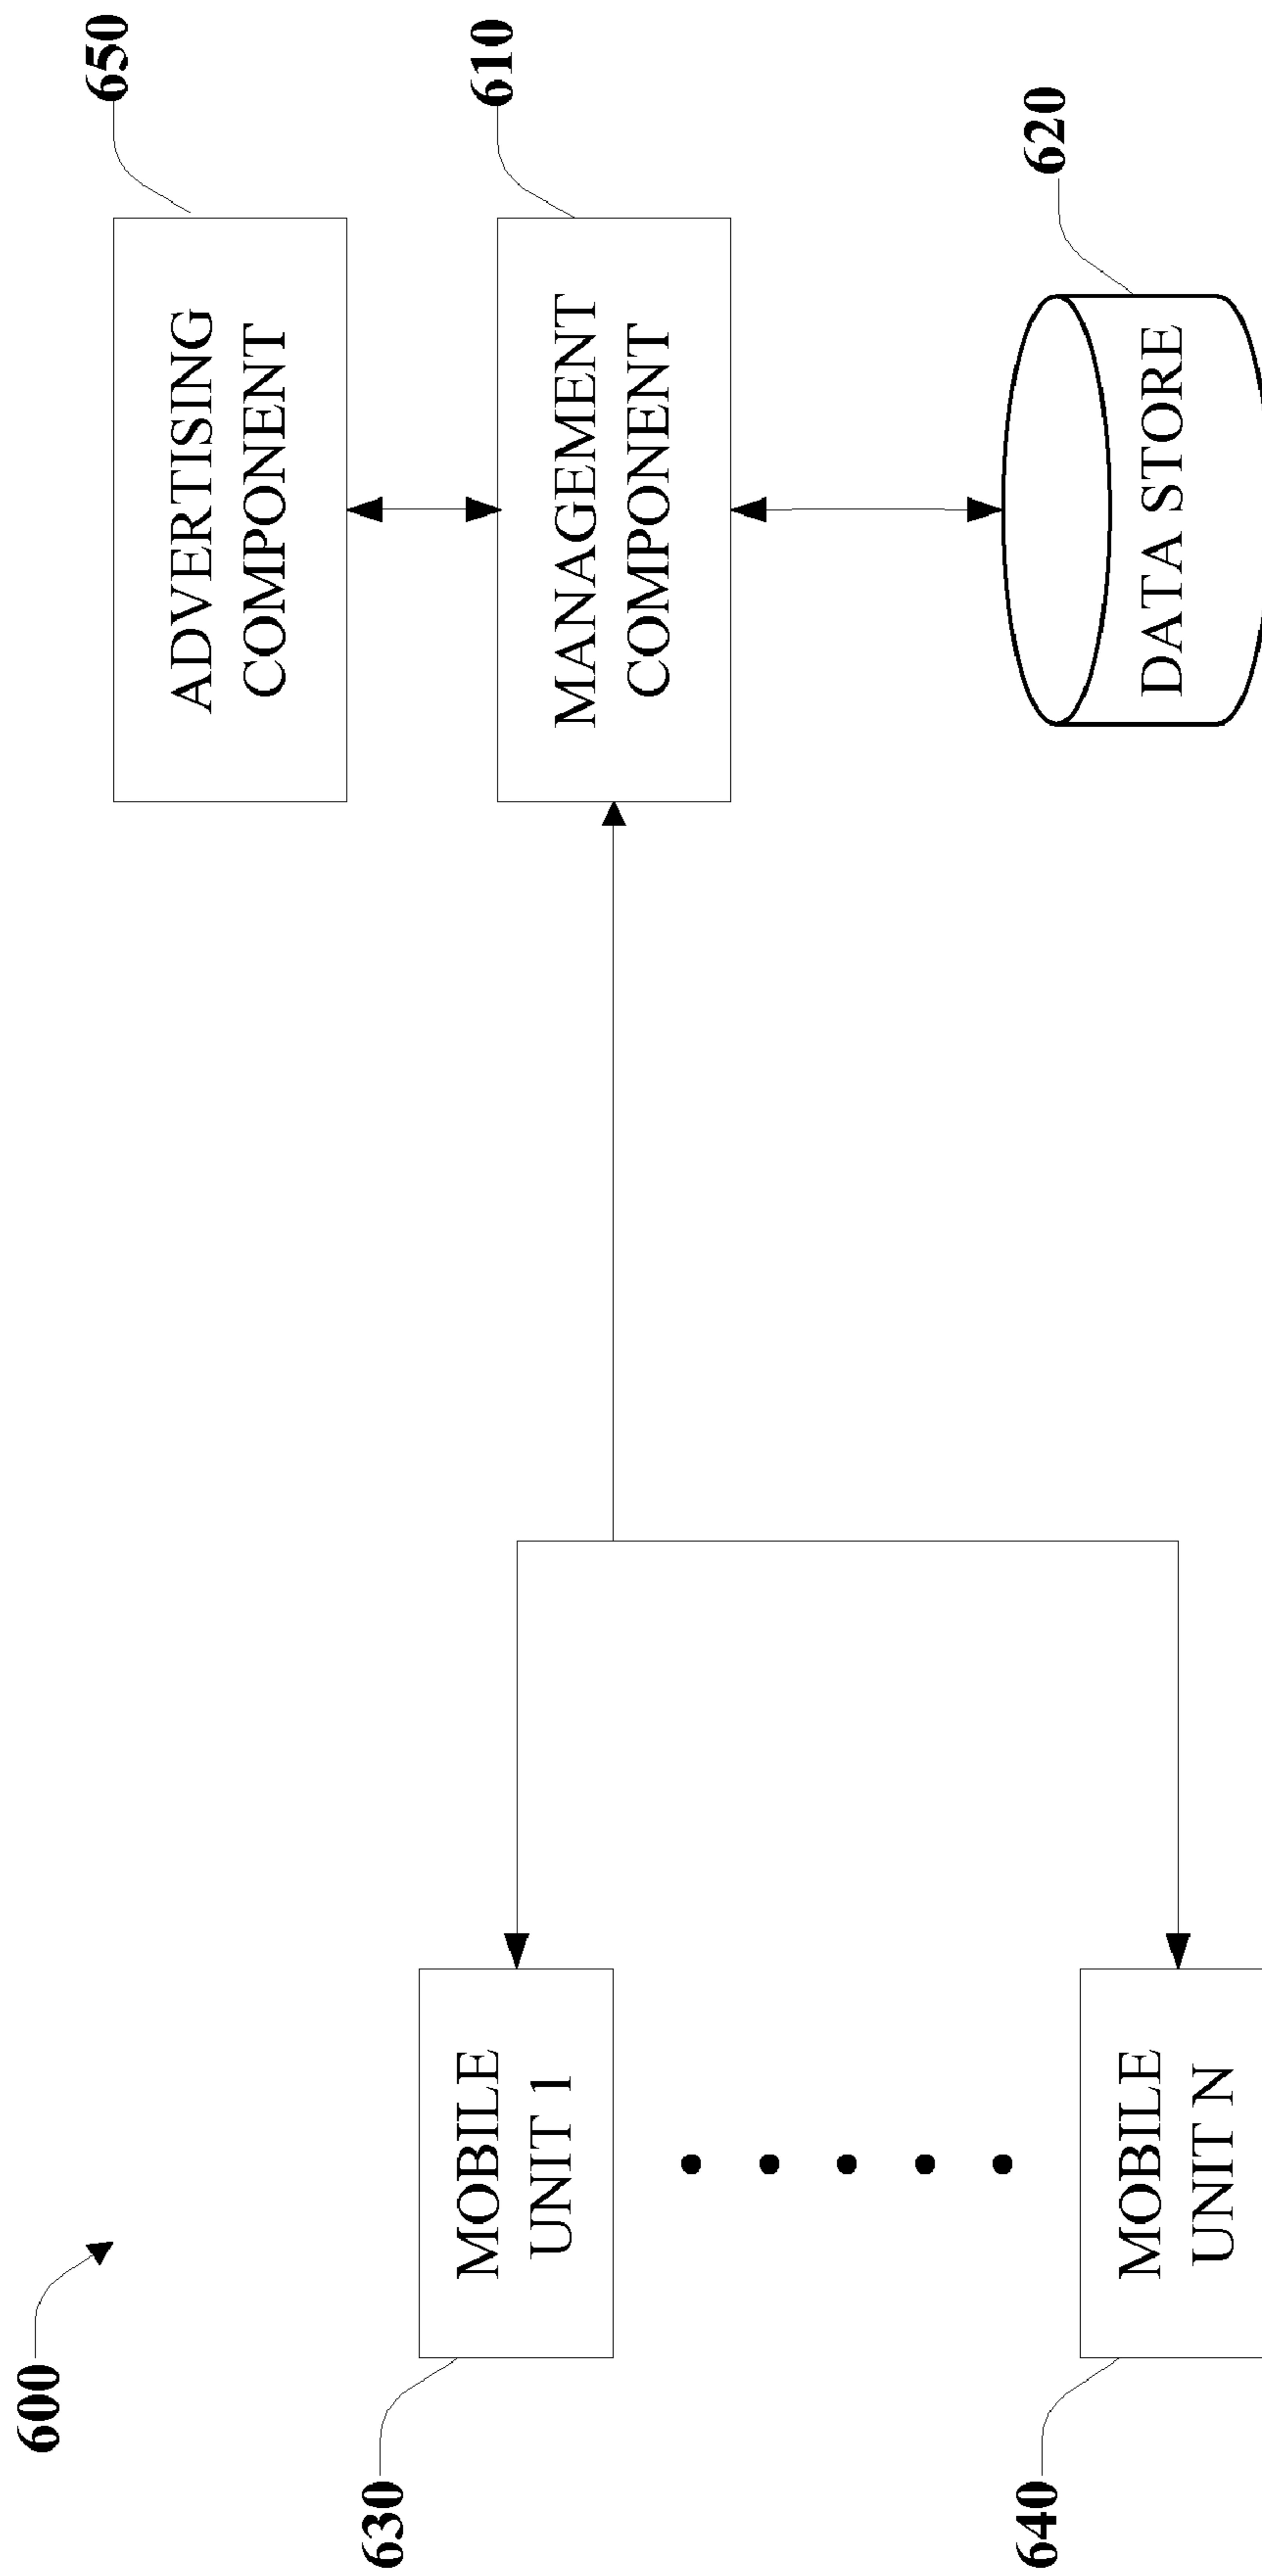 600
650
ADVERTISING
COMPONENT
630
MOBILE
UNIT 1
610
MANAGEMENT
COMPONENT
640
MOBILE
UNIT N
620
DATA STORE